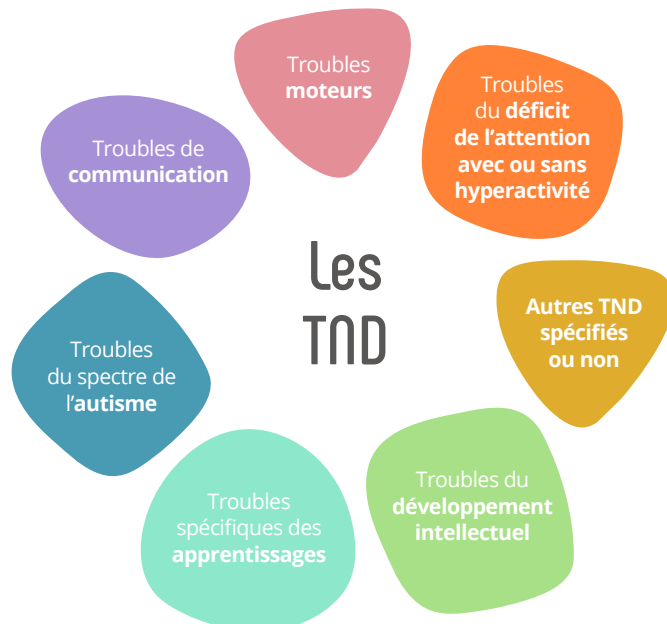 Troubles
moteurs
Troubles
du déficit
de l'attention
avec ou sans
hyperactivité
Autres TND
spécifiés
ou non
Troubles du
développement
intellectuel
Troubles
spécifiques des
apprentissages
Troubles
du spectre de
l'autisme
Troubles de
communication
Les
TND